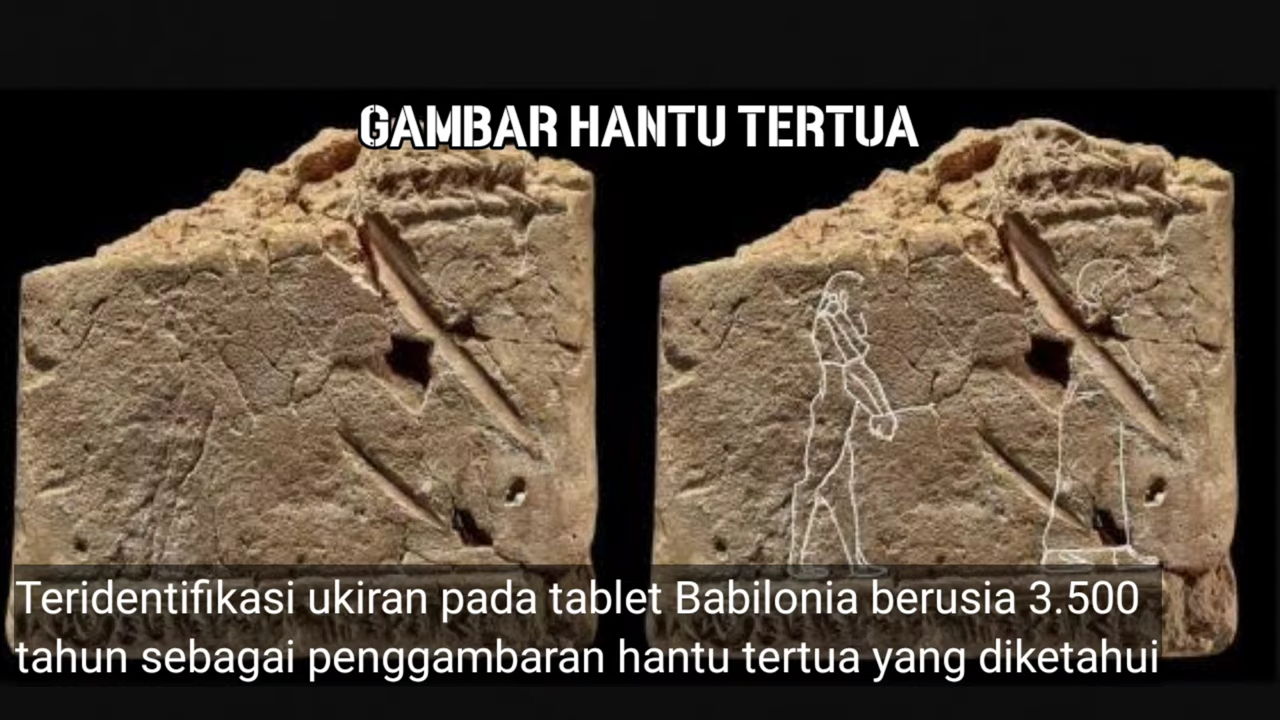 GAMBAR HANTU TERTUA
Teridentifikasi ukiran pada tablet Babilonia berusia 3.500
tahun sebagai penggambaran hantu tertua yang diketahui